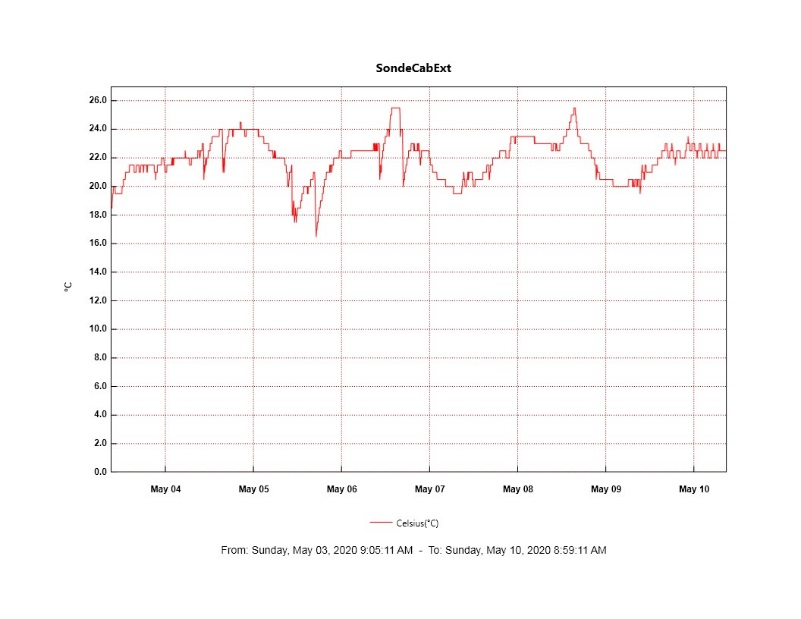 SondeCabExt
26.0
24.0
22.0
20.0
18.0
16.0
14.0
12.0
10.0
8.0
6.0
4.0
2.0
0.0
°C
May 04 May 05 May 06 May 07 May 08 May 09 May 10
Celsius(°C)
From: Sunday, May 03, 2020 9:05:11 AM - To: Sunday, May 10, 2020 8:59:11 AM